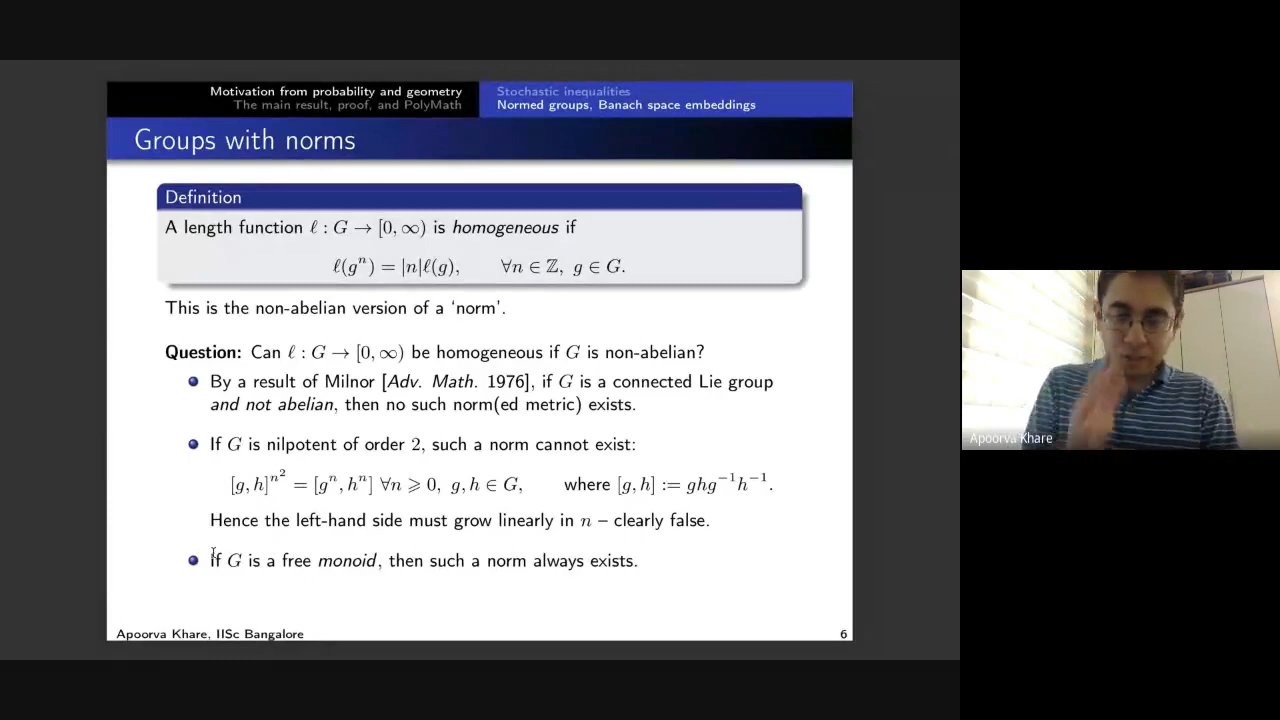 Motivation from probability and geometry
The main result, proof, and PolyMath
Stochastic inequalities
Normed groups, Banach space embeddings
Groups with norms
Definition
A length function ℓ : G → [0, ∞) is homogeneous if
ℓ(gⁿ) = |n|ℓ(g), ∀n ∈ ℤ, g ∈ G.
This is the non-abelian version of a ‘norm’.
Question: Can ℓ : G → [0, ∞) be homogeneous if G is non-abelian?
By a result of Milnor [Adv. Math. 1976], if G is a connected Lie group
and not abelian, then no such norm(ed metric) exists.
If G is nilpotent of order 2, such a norm cannot exist:
[g, h]^{n²} = [gⁿ, hⁿ] ∀n ⩾ 0, g, h ∈ G, where [g, h] := ghg⁻¹h⁻¹.
Hence the left-hand side must grow linearly in n – clearly false.
If G is a free monoid, then such a norm always exists.
Apoorva Khare, IISc Bangalore
6
Apoorva Khare